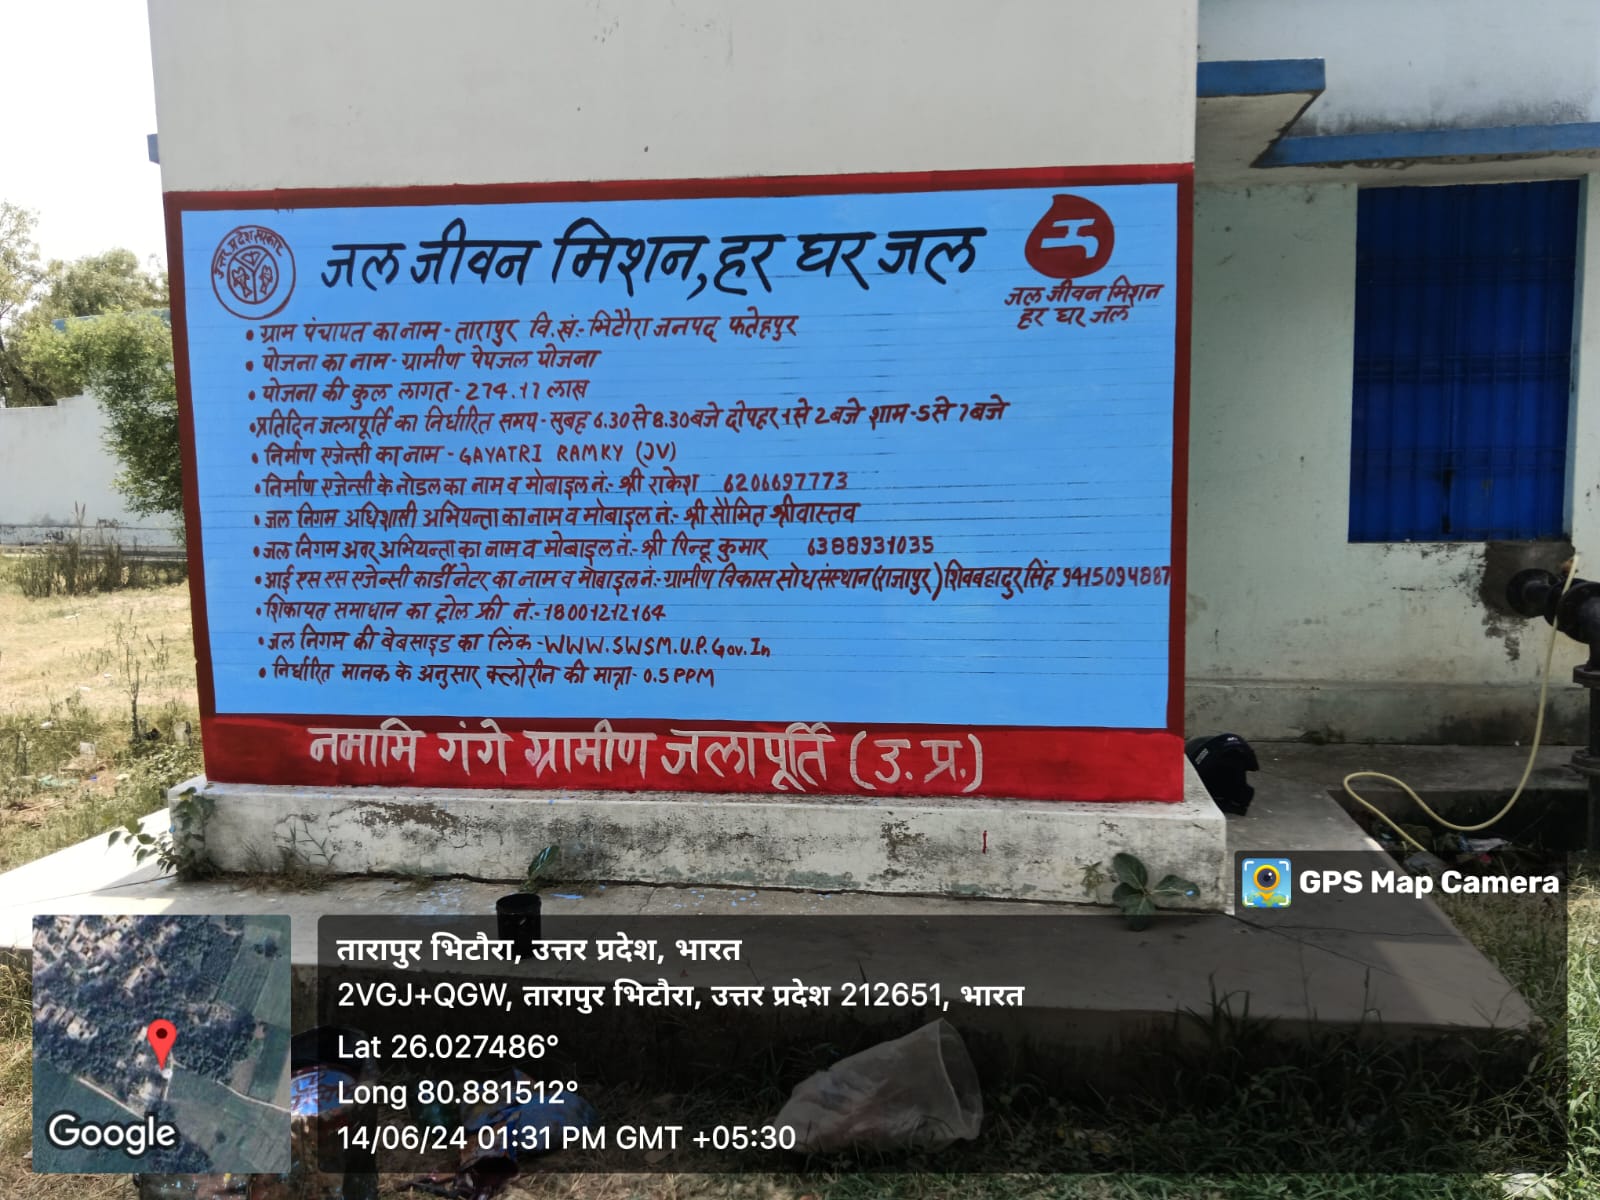 उत्तर प्रदेश सरकार
जल जीवन मिशन, हर घर जल
जल जीवन मिशन
हर घर जल
• ग्राम पंचायत का नाम - तारापुर वि.खं.- भिटौरा जनपद फतेहपुर
• योजना का नाम - ग्रामीण पेयजल योजना
• योजना की कुल लागत - 274.17 लाख
• प्रतिदिन जलापूर्ति का निर्धारित समय - सुबह 6.30 से 8.30 बजे दोपहर 1 से 2 बजे शाम - 5 से 7 बजे
• निर्माण एजेन्सी का नाम - GAYATRI RAMKY (JV)
• निर्माण एजेन्सी के नोडल का नाम व मोबाइल नं.- श्री राकेश 6206697773
• जल निगम अधिशासी अभियन्ता का नाम व मोबाइल नं.- श्री सौमित श्रीवास्तव
• जल निगम अवर अभियन्ता का नाम व मोबाइल नं.- श्री पिन्टू कुमार 6388931035
• आई एस एस एजेन्सी कार्डीनेटर का नाम व मोबाइल नं.- ग्रामीण विकास सोध संस्थान (राजापुर) शिवबहादुर सिंह 9415094887
• शिकायत समाधान का ट्रोल फ्री नं.- 18001212164
• जल निगम की बेबसाइड का लिंक - WWW.SWSM.U.P.Gov.In
• निर्धारित मानक के अनुसार क्लोरीन की मात्रा - 0.5 PPM
नमामि गंगे ग्रामीण जलापूर्ति (उ.प्र.)
GPS Map Camera
तारापुर भिटौरा, उत्तर प्रदेश, भारत
2VGJ+QGW, तारापुर भिटौरा, उत्तर प्रदेश 212651, भारत
Lat 26.027486°
Long 80.881512°
14/06/24 01:31 PM GMT +05:30
Google